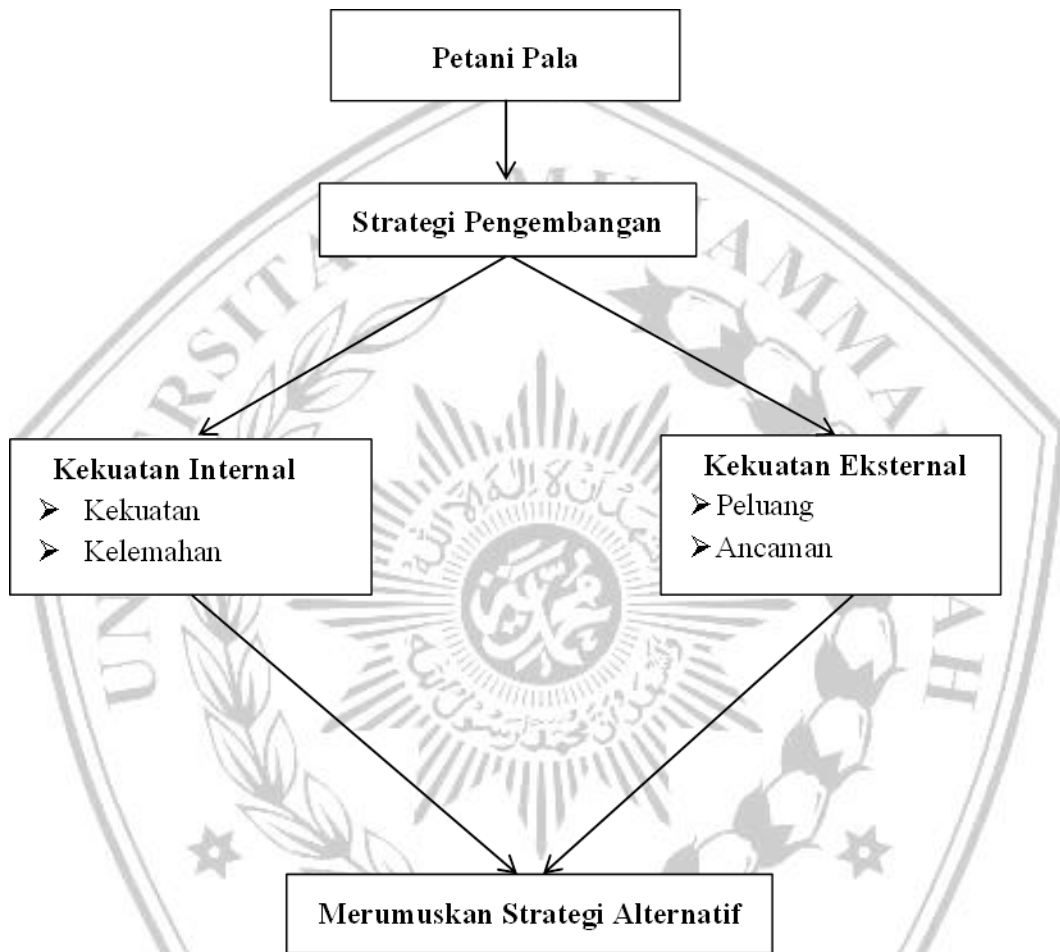 Petani Pala
Strategi Pengembangan
Kekuatan Internal
➤ Kekuatan
➤ Kelemahan
Kekuatan Eksternal
➤ Peluang
➤ Ancaman
Merumuskan Strategi Alternatif